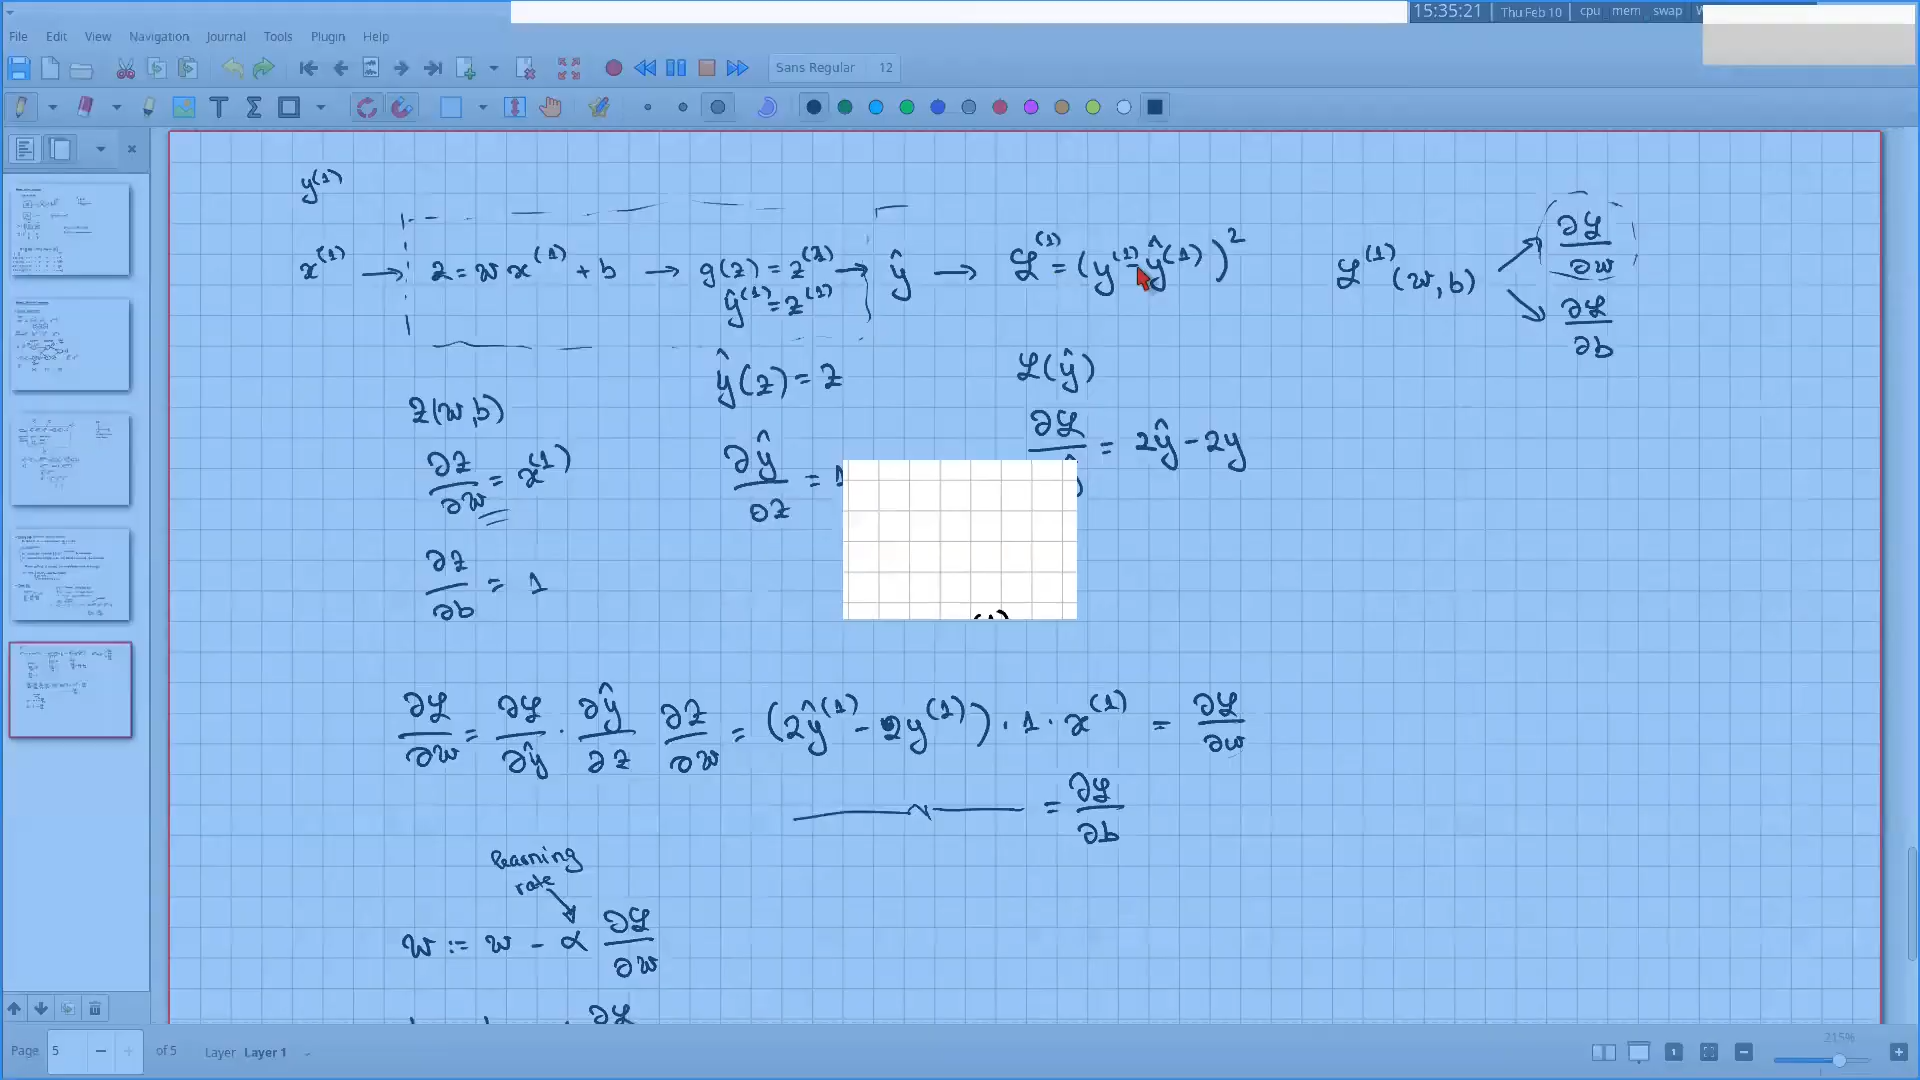 15:35:21 Thu Feb 10 cpu mem swap
File Edit View Navigation Journal Tools Plugin Help
Sans Regular 12
y⁽¹⁾
x⁽¹⁾ → z = w x⁽¹⁾ + b → g(z) = z⁽¹⁾ → ŷ → ℒ⁽¹⁾ = (y⁽¹⁾ - ŷ⁽¹⁾)² ℒ⁽¹⁾(w, b) ∂ℒ/∂w
ŷ⁽¹⁾ = z⁽¹⁾ ∂ℒ/∂b
ŷ(z) = z ℒ(ŷ)
z(w,b)
∂z/∂w = x⁽¹⁾ ∂ŷ/∂z = 1 ∂ℒ = 2ŷ - 2y
∂z/∂b = 1
∂ℒ/∂w = ∂ℒ/∂ŷ · ∂ŷ/∂z ∂z/∂w = (2ŷ⁽¹⁾ - 2y⁽¹⁾) · 1 · x⁽¹⁾ = ∂ℒ/∂w
= ∂ℒ/∂b
learning
rate
w := w - α ∂ℒ/∂w
∂ℒ
Page 5 of 5 Layer Layer 1 215%